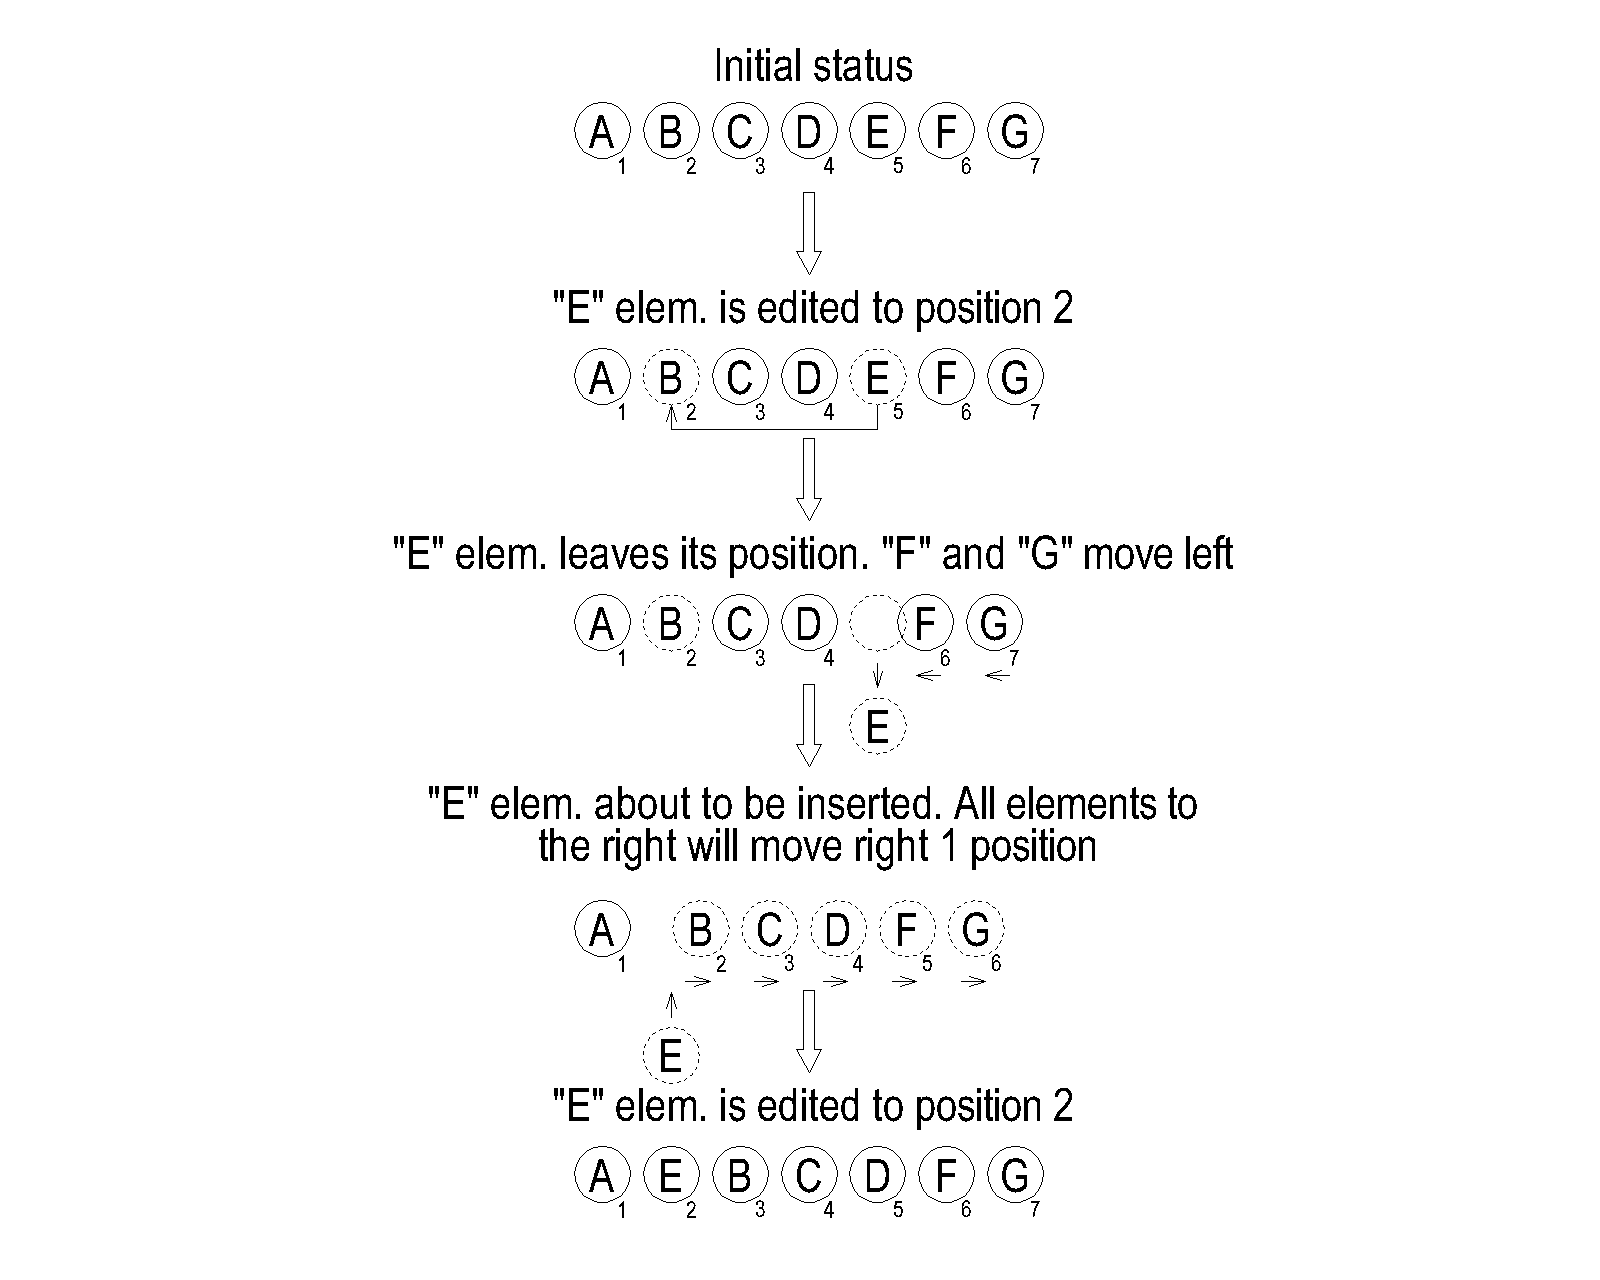 Initial status
A B C D E F G
1 2 3 4 5 6 7
"E" elem. is edited to position 2
A B C D E F G
1 2 3 4 5 6 7
"E" elem. leaves its position. "F" and "G" move left
A B C D F G
1 2 3 4 6 7
E
"E" elem. about to be inserted. All elements to
the right will move right 1 position
A B C D F G
1 2 3 4 5 6
E
"E" elem. is edited to position 2
A E B C D F G
1 2 3 4 5 6 7